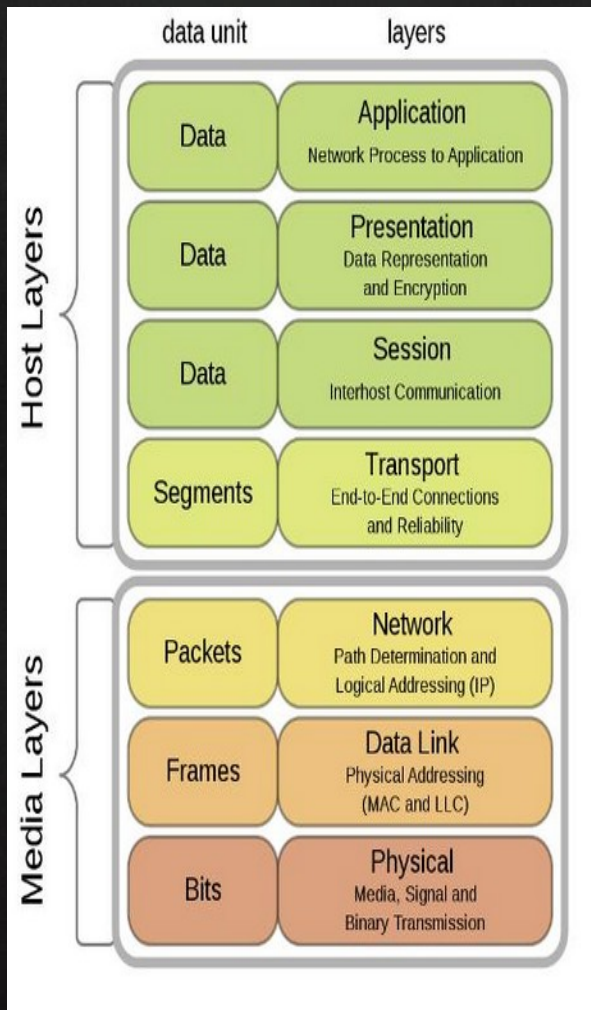 data unit
layers
Host Layers
Data
Application
Network Process to Application
Data
Presentation
Data Representation
and Encryption
Data
Session
Interhost Communication
Segments
Transport
End-to-End Connections
and Reliability
Media Layers
Packets
Network
Path Determination and
Logical Addressing (IP)
Frames
Data Link
Physical Addressing
(MAC and LLC)
Bits
Physical
Media, Signal and
Binary Transmission